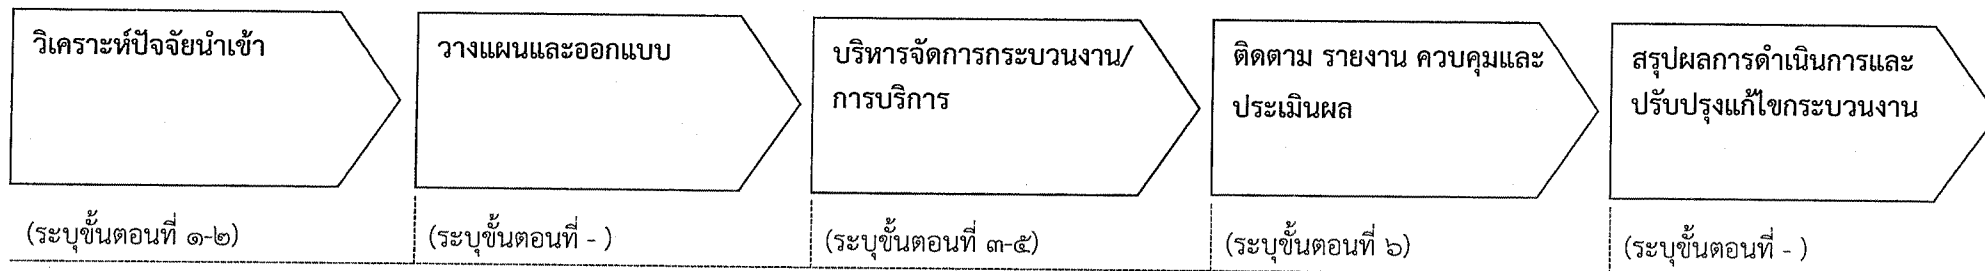 วิเคราะห์ปัจจัยนำเข้า
วางแผนและออกแบบ
บริหารจัดการกระบวนงาน/
การบริการ
ติดตาม รายงาน ควบคุมและ
ประเมินผล
สรุปผลการดำเนินการและ
ปรับปรุงแก้ไขกระบวนงาน
(ระบุขั้นตอนที่ ๑-๒)
(ระบุขั้นตอนที่ - )
(ระบุขั้นตอนที่ ๓-๕)
(ระบุขั้นตอนที่ ๖)
(ระบุขั้นตอนที่ - )